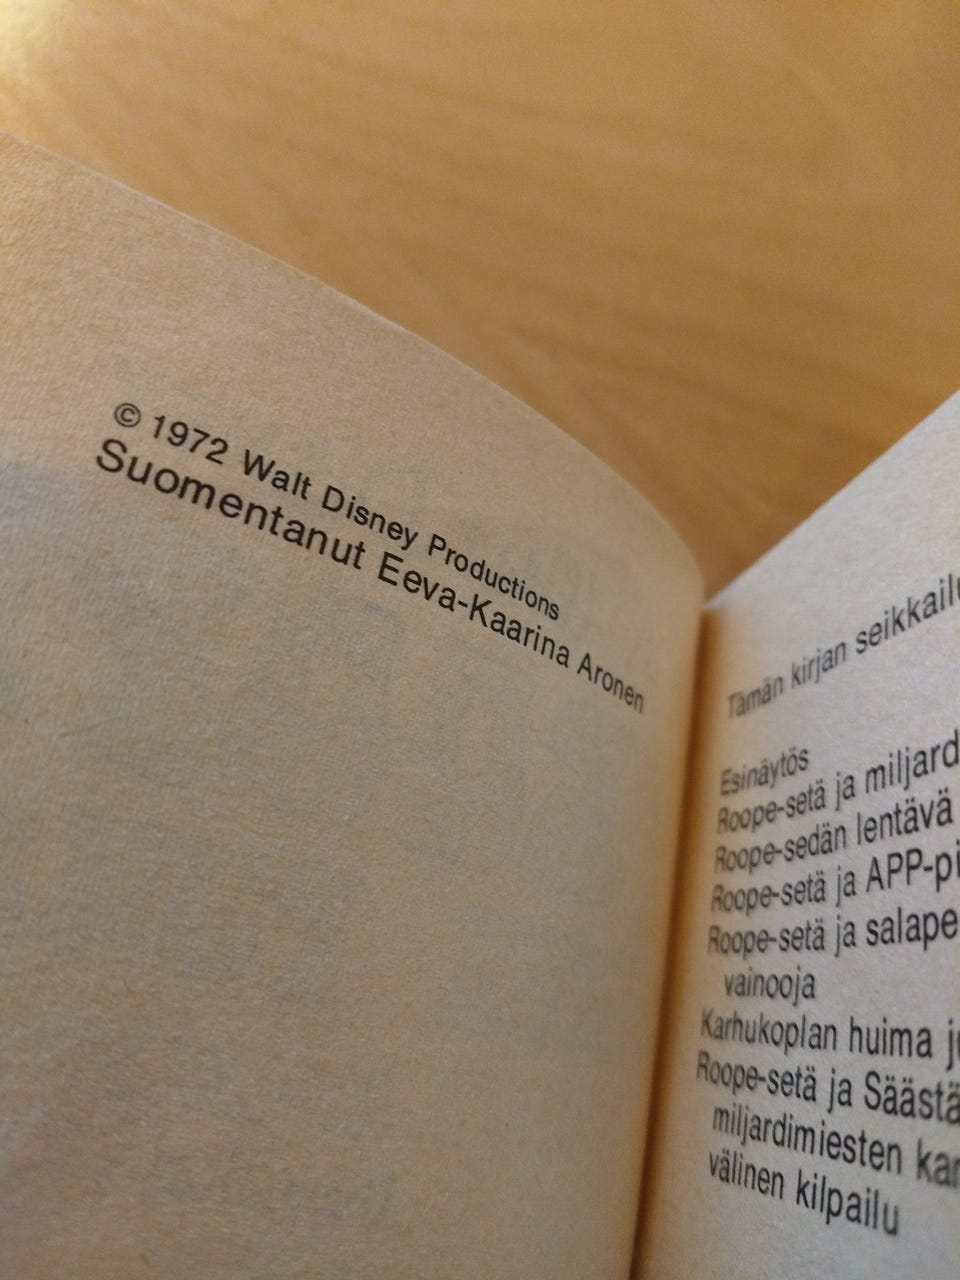 © 1972 Walt Disney Productions
Suomentanut Eeva-Kaarina Aronen
Tämän kirjan
Esinäytös
Roope-setä ja
Roope-sedän lentävä
Roope-setä ja
Roope-setä ja
vainooja
Karhukoplan huima
Roope-setä ja
miljardimiesten
välinen kilpailu